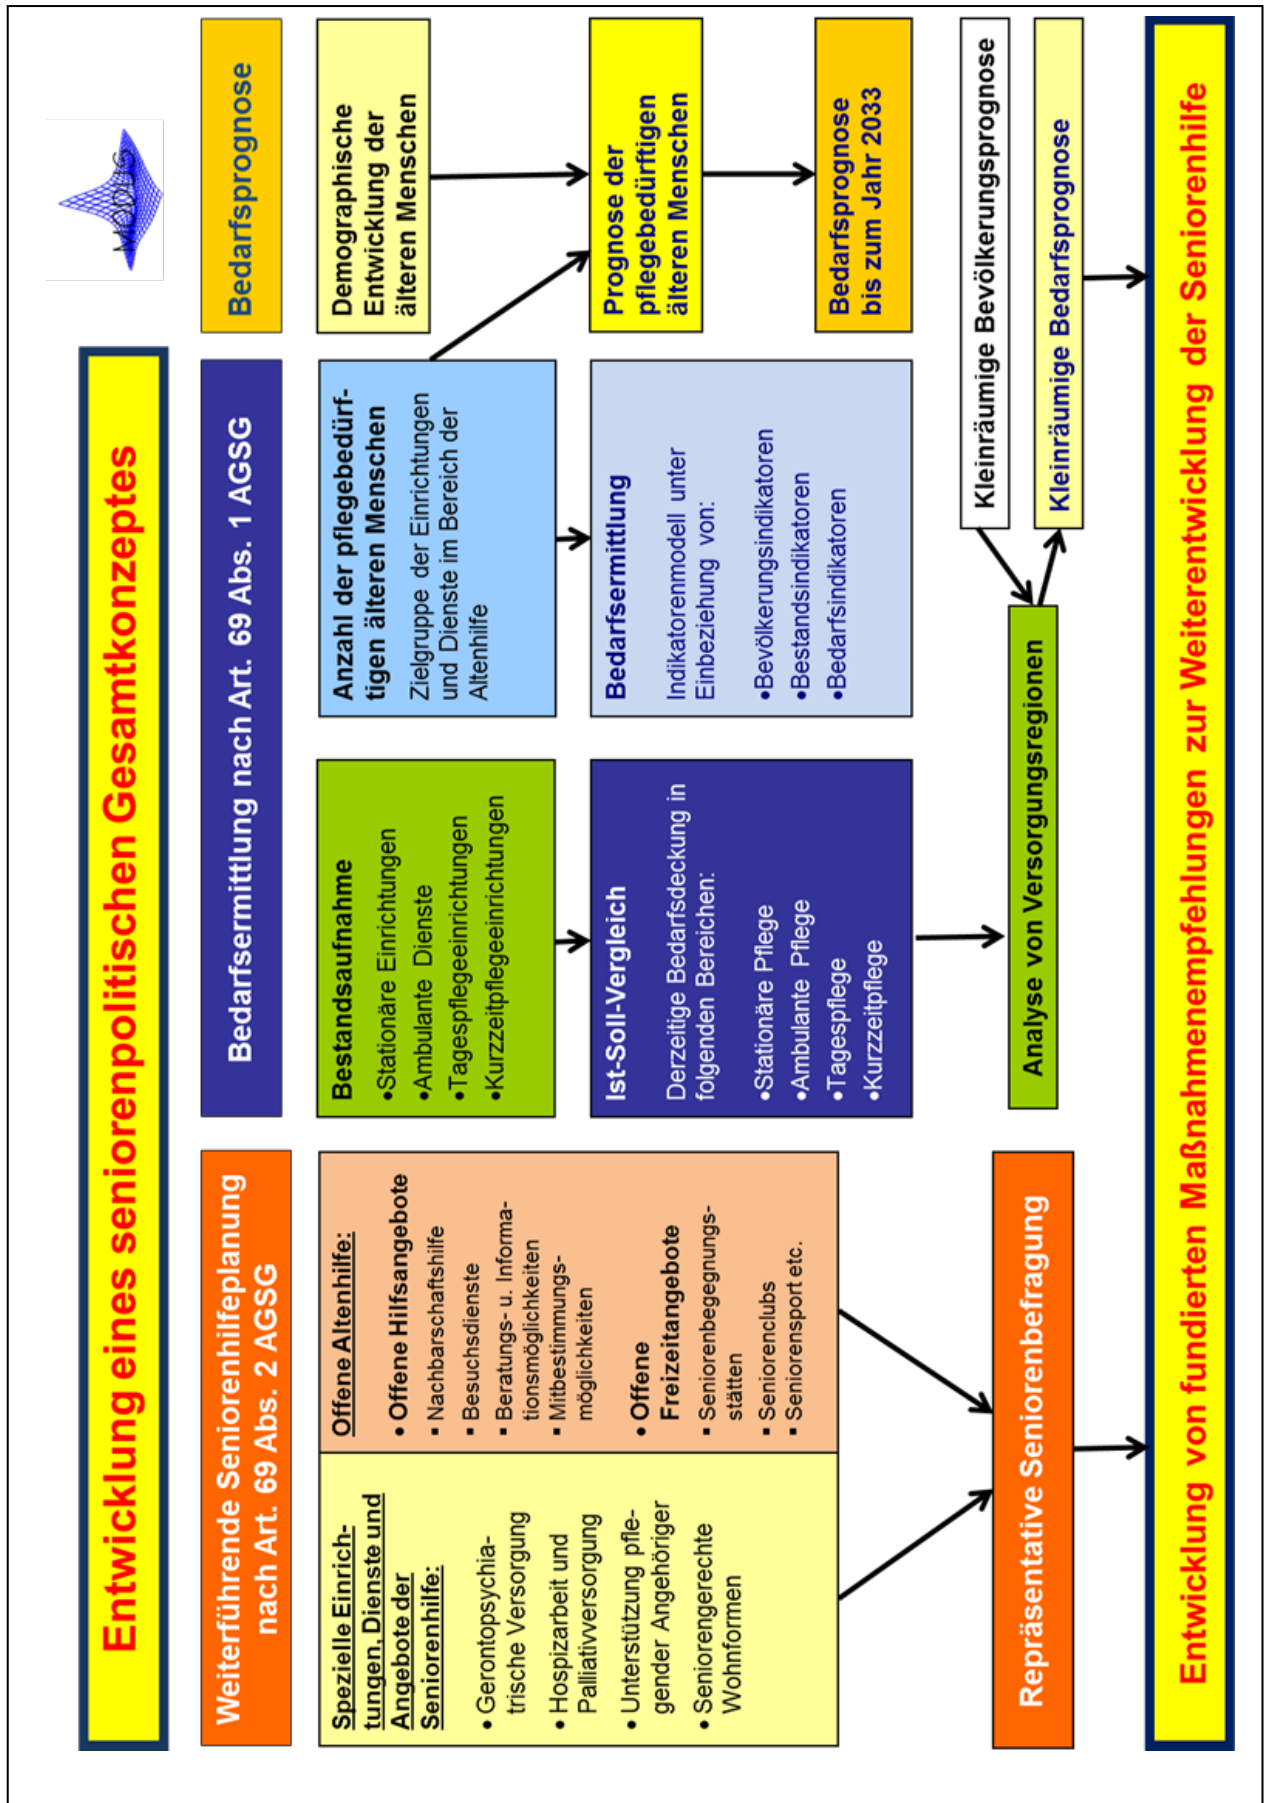 Entwicklung eines seniorenpolitischen Gesamtkonzeptes
MODUS
Weiterführende Seniorenhilfeplanung
nach Art. 69 Abs. 2 AGSG
Bedarfsermittlung nach Art. 69 Abs. 1 AGSG
Bedarfsprognose
Spezielle Einrich-
tungen, Dienste und
Angebote der
Seniorenhilfe:
• Gerontopsychia-
trische Versorgung
• Hospizarbeit und
Palliativversorgung
• Unterstützung pfle-
gender Angehöriger
• Seniorengerechte
Wohnformen
Offene Altenhilfe:
• Offene Hilfsangebote
▪ Nachbarschaftshilfe
▪ Besuchsdienste
▪ Beratungs- u. Informa-
tionsmöglichkeiten
▪ Mitbestimmungs-
möglichkeiten
• Offene
Freizeitangebote
▪ Seniorenbegegnungs-
stätten
▪ Seniorenclubs
▪ Seniorensport etc.
Bestandsaufnahme
•Stationäre Einrichtungen
•Ambulante Dienste
•Tagespflegeeinrichtungen
•Kurzzeitpflegeeinrichtungen
Anzahl der pflegebedürf-
tigen älteren Menschen
Zielgruppe der Einrichtungen
und Dienste im Bereich der
Altenhilfe
Demographische
Entwicklung der
älteren Menschen
Ist-Soll-Vergleich
Derzeitige Bedarfsdeckung in
folgenden Bereichen:
•Stationäre Pflege
•Ambulante Pflege
•Tagespflege
•Kurzzeitpflege
Bedarfsermittlung
Indikatorenmodell unter
Einbeziehung von:
•Bevölkerungsindikatoren
•Bestandsindikatoren
•Bedarfsindikatoren
Prognose der
pflegebedürftigen
älteren Menschen
Bedarfsprognose
bis zum Jahr 2033
Repräsentative Seniorenbefragung
Analyse von Versorgungsregionen
Kleinräumige Bevölkerungsprognose
Kleinräumige Bedarfsprognose
Entwicklung von fundierten Maßnahmenempfehlungen zur Weiterentwicklung der Seniorenhilfe